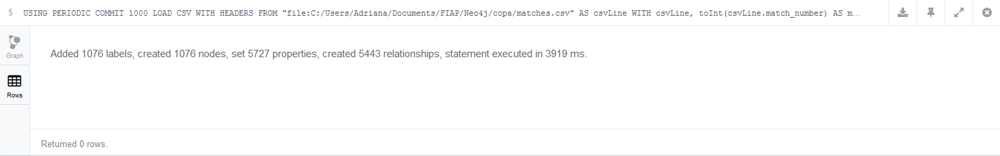 $ USING PERIODIC COMMIT 1000 LOAD CSV WITH HEADERS FROM "file:C:/Users/Adriana/Documents/FIAP/Neo4j/copa/matches.csv" AS csvLine WITH csvLine, toInt(csvLine.match_number) AS m…
Graph
Added 1076 labels, created 1076 nodes, set 5727 properties, created 5443 relationships, statement executed in 3919 ms.
Rows
Returned 0 rows.